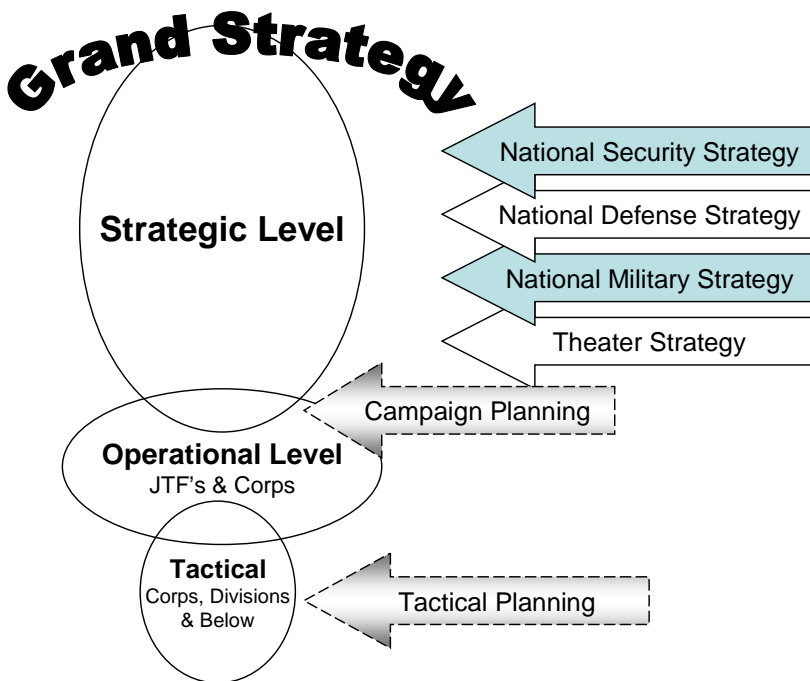 Grand Strategy
National Security Strategy
National Defense Strategy
Strategic Level
National Military Strategy
Theater Strategy
Campaign Planning
Operational Level
JTF's & Corps
Tactical
Corps, Divisions
& Below
Tactical Planning